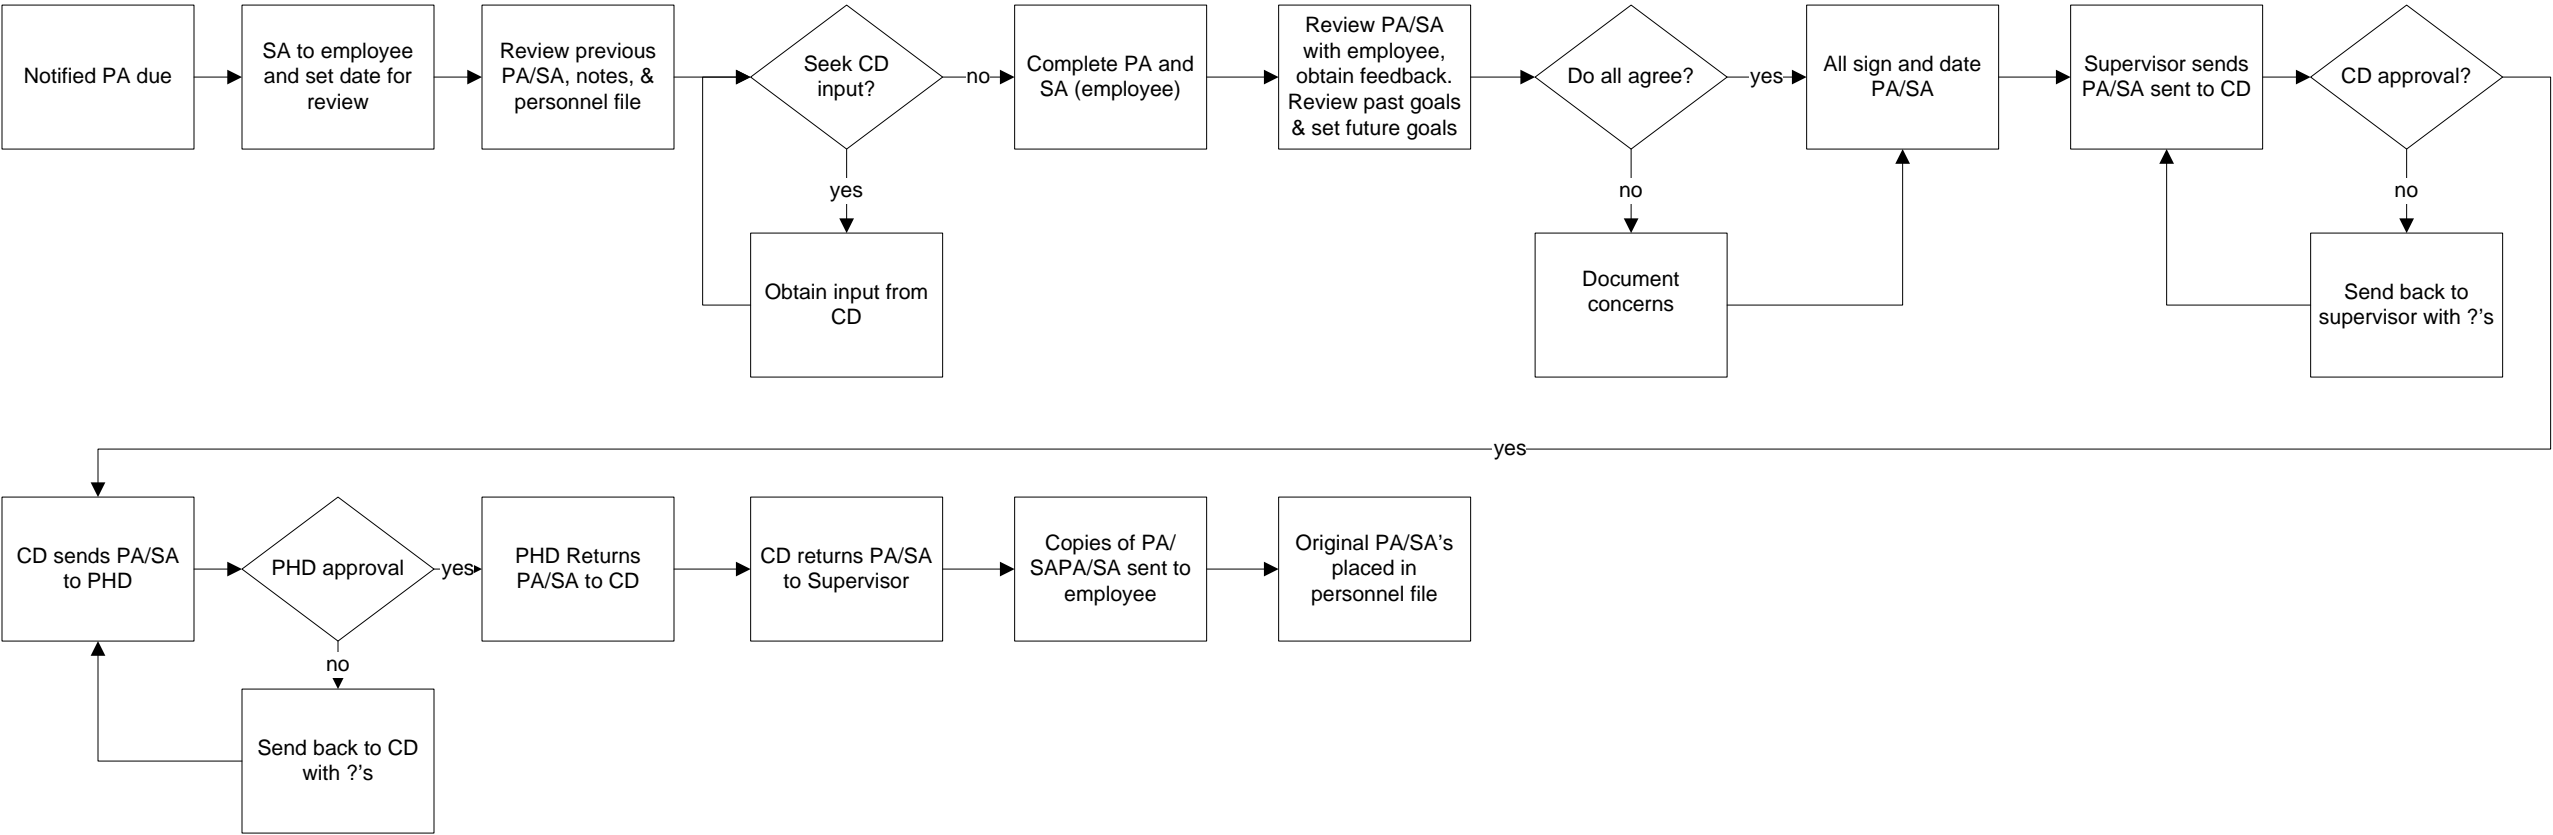 Notified PA due
SA to employee
and set date for
review
Review previous
PA/SA, notes, &
personnel file
Seek CD
input?
no
yes
Obtain input from
CD
Complete PA and
SA (employee)
Review PA/SA
with employee,
obtain feedback.
Review past goals
& set future goals
Do all agree?
yes
no
Document
concerns
All sign and date
PA/SA
Supervisor sends
PA/SA sent to CD
CD approval?
no
Send back to
supervisor with ?'s
yes
CD sends PA/SA
to PHD
PHD approval
yes
no
Send back to CD
with ?'s
PHD Returns
PA/SA to CD
CD returns PA/SA
to Supervisor
Copies of PA/
SAPA/SA sent to
employee
Original PA/SA's
placed in
personnel file